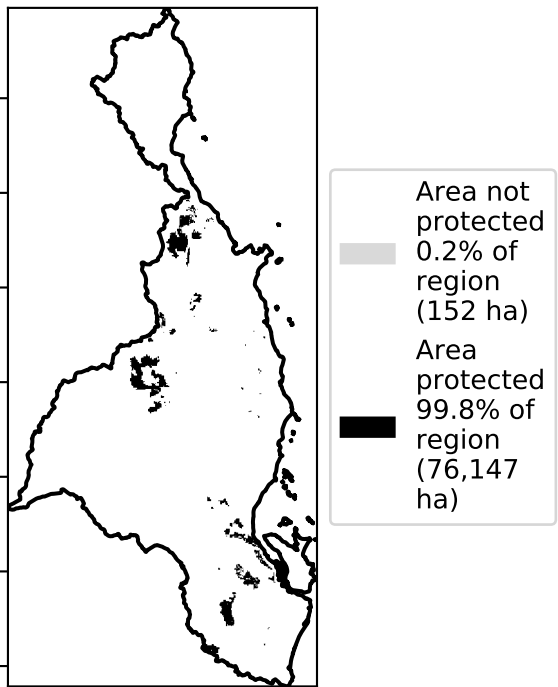 Area not
protected
0.2% of
region
(152 ha)
Area
protected
99.8% of
region
(76,147
ha)